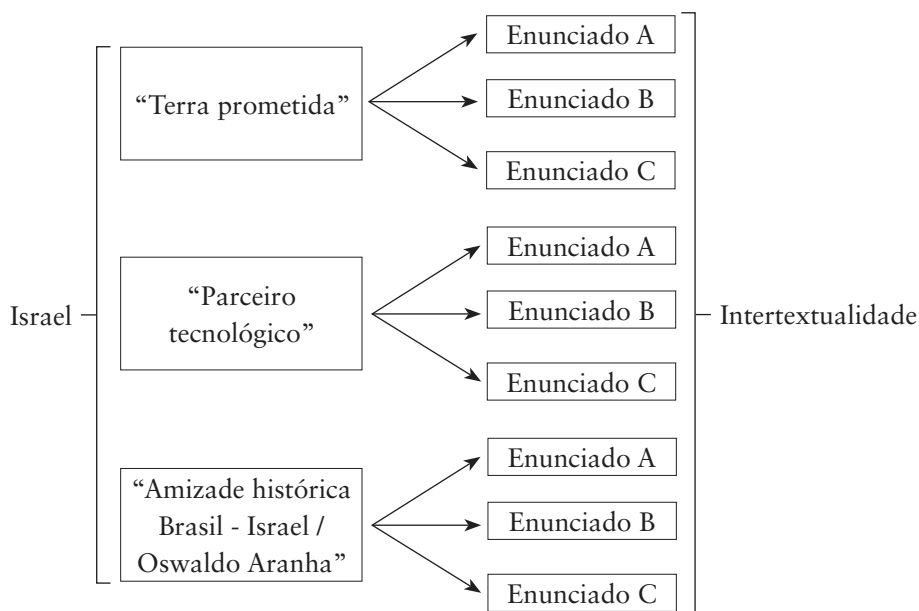 Enunciado A
“Terra prometida”
Enunciado B
Enunciado C
Enunciado A
“Parceiro
tecnológico”
Enunciado B
Israel
Intertextualidade
Enunciado C
Enunciado A
“Amizade histórica
Brasil - Israel /
Oswaldo Aranha”
Enunciado B
Enunciado C